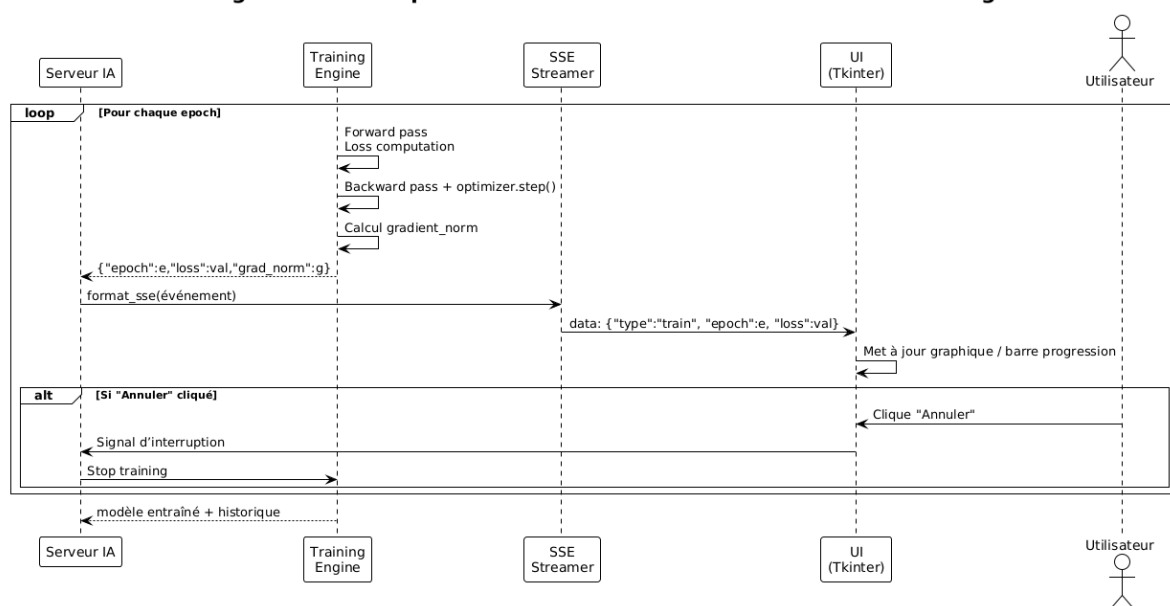 Serveur IA
Training
Engine
SSE
Streamer
UI
(Tkinter)
Utilisateur
loop
[Pour chaque epoch]
Forward pass
Loss computation
Backward pass + optimizer.step()
Calcul gradient_norm
{"epoch":e,"loss":val,"grad_norm":g}
format_sse(événement)
data: {"type":"train", "epoch":e, "loss":val}
Met à jour graphique / barre progression
alt
[Si "Annuler" cliqué]
Clique "Annuler"
Signal d’interruption
Stop training
modèle entraîné + historique
Serveur IA
Training
Engine
SSE
Streamer
UI
(Tkinter)
Utilisateur